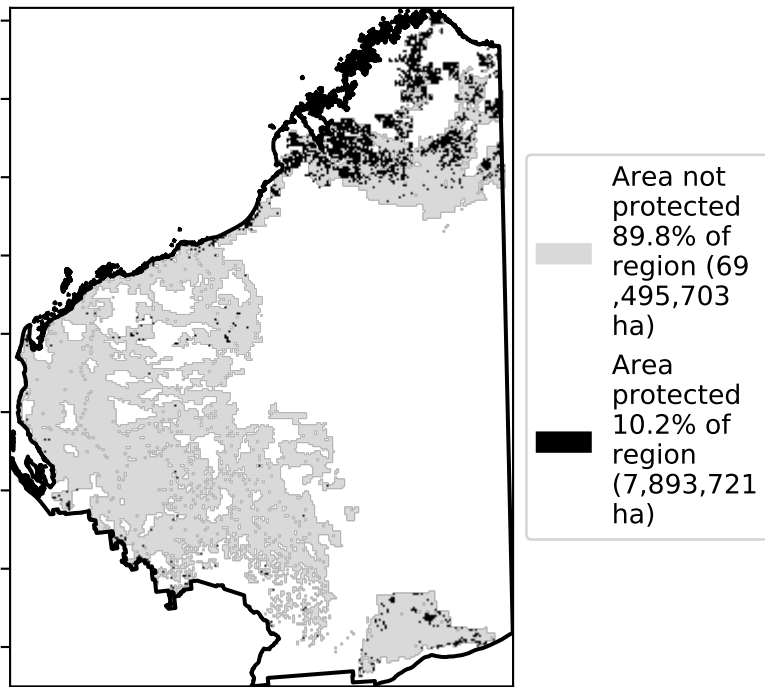 Area not
protected
89.8% of
region (69
,495,703
ha)
Area
protected
10.2% of
region
(7,893,721
ha)